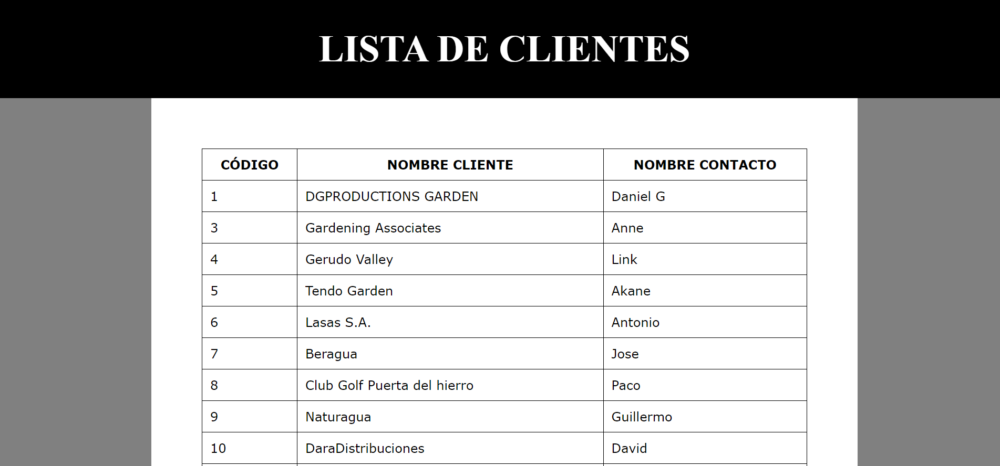 LISTA DE CLIENTES
CÓDIGO NOMBRE CLIENTE NOMBRE CONTACTO
1 DGPRODUCTIONS GARDEN Daniel G
3 Gardening Associates Anne
4 Gerudo Valley Link
5 Tendo Garden Akane
6 Lasas S.A. Antonio
7 Beragua Jose
8 Club Golf Puerta del hierro Paco
9 Naturagua Guillermo
10 DaraDistribuciones David